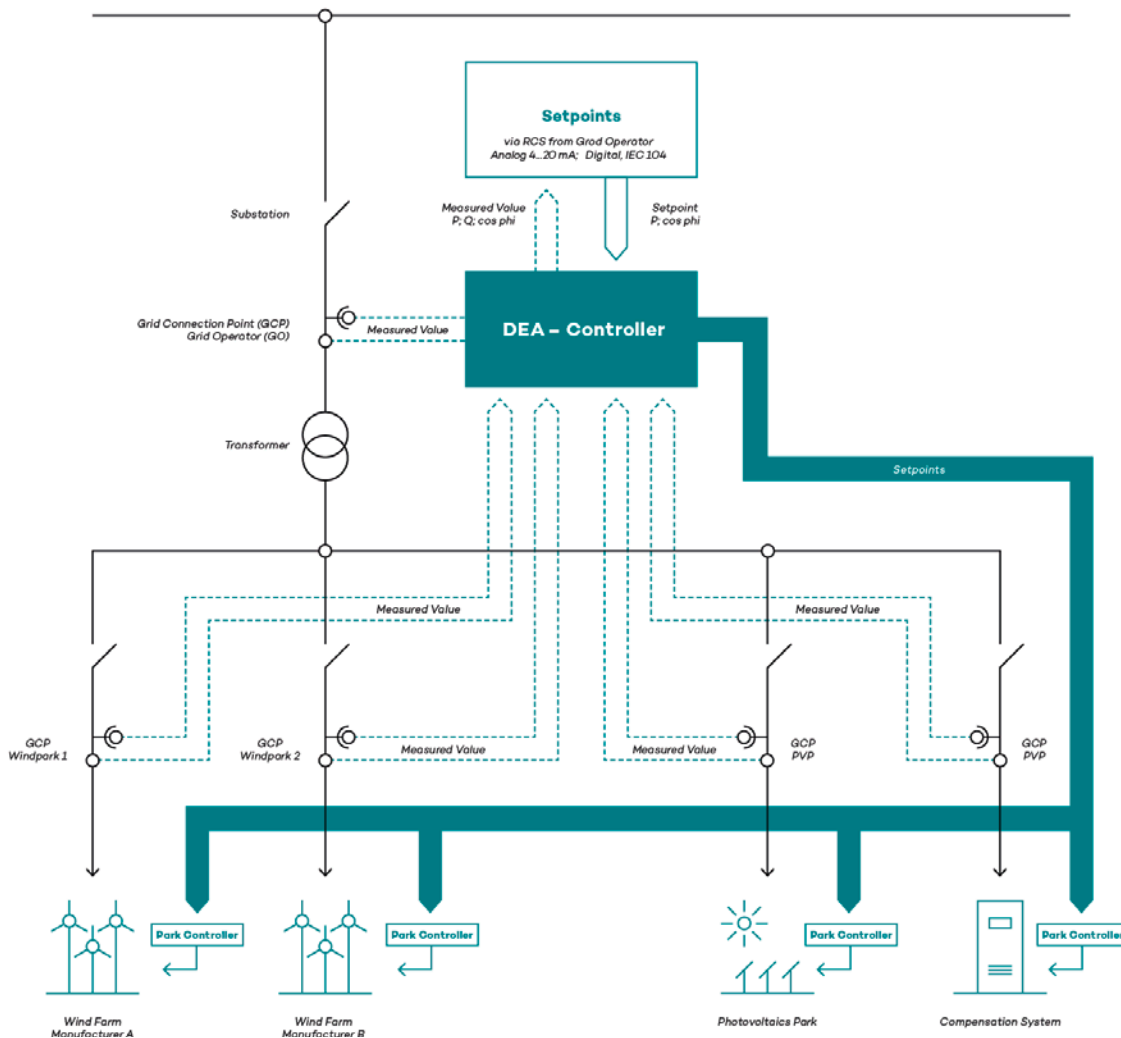 Setpoints
via RCS from Grod Operator
Analog 4...20 mA; Digital, IEC 104
Substation
Measured Value
P; Q; cos phi
Setpoint
P; cos phi
Grid Connection Point (GCP)
Grid Operator (GO)
Measured Value
DEA – Controller
Transformer
Setpoints
Measured Value
Measured Value
GCP
Windpark 1
GCP
Windpark 2
Measured Value
Measured Value
GCP
PVP
GCP
PVP
Park Controller
Park Controller
Park Controller
Park Controller
Wind Farm
Manufacturer A
Wind Farm
Manufacturer B
Photovoltaics Park
Compensation System